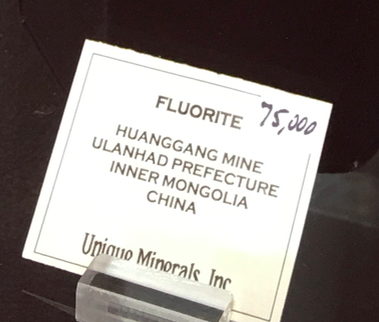 FLUORITE 75,000
HUANGGANG MINE
ULANHAD PREFECTURE
INNER MONGOLIA
CHINA
Unique Minerals, Inc.